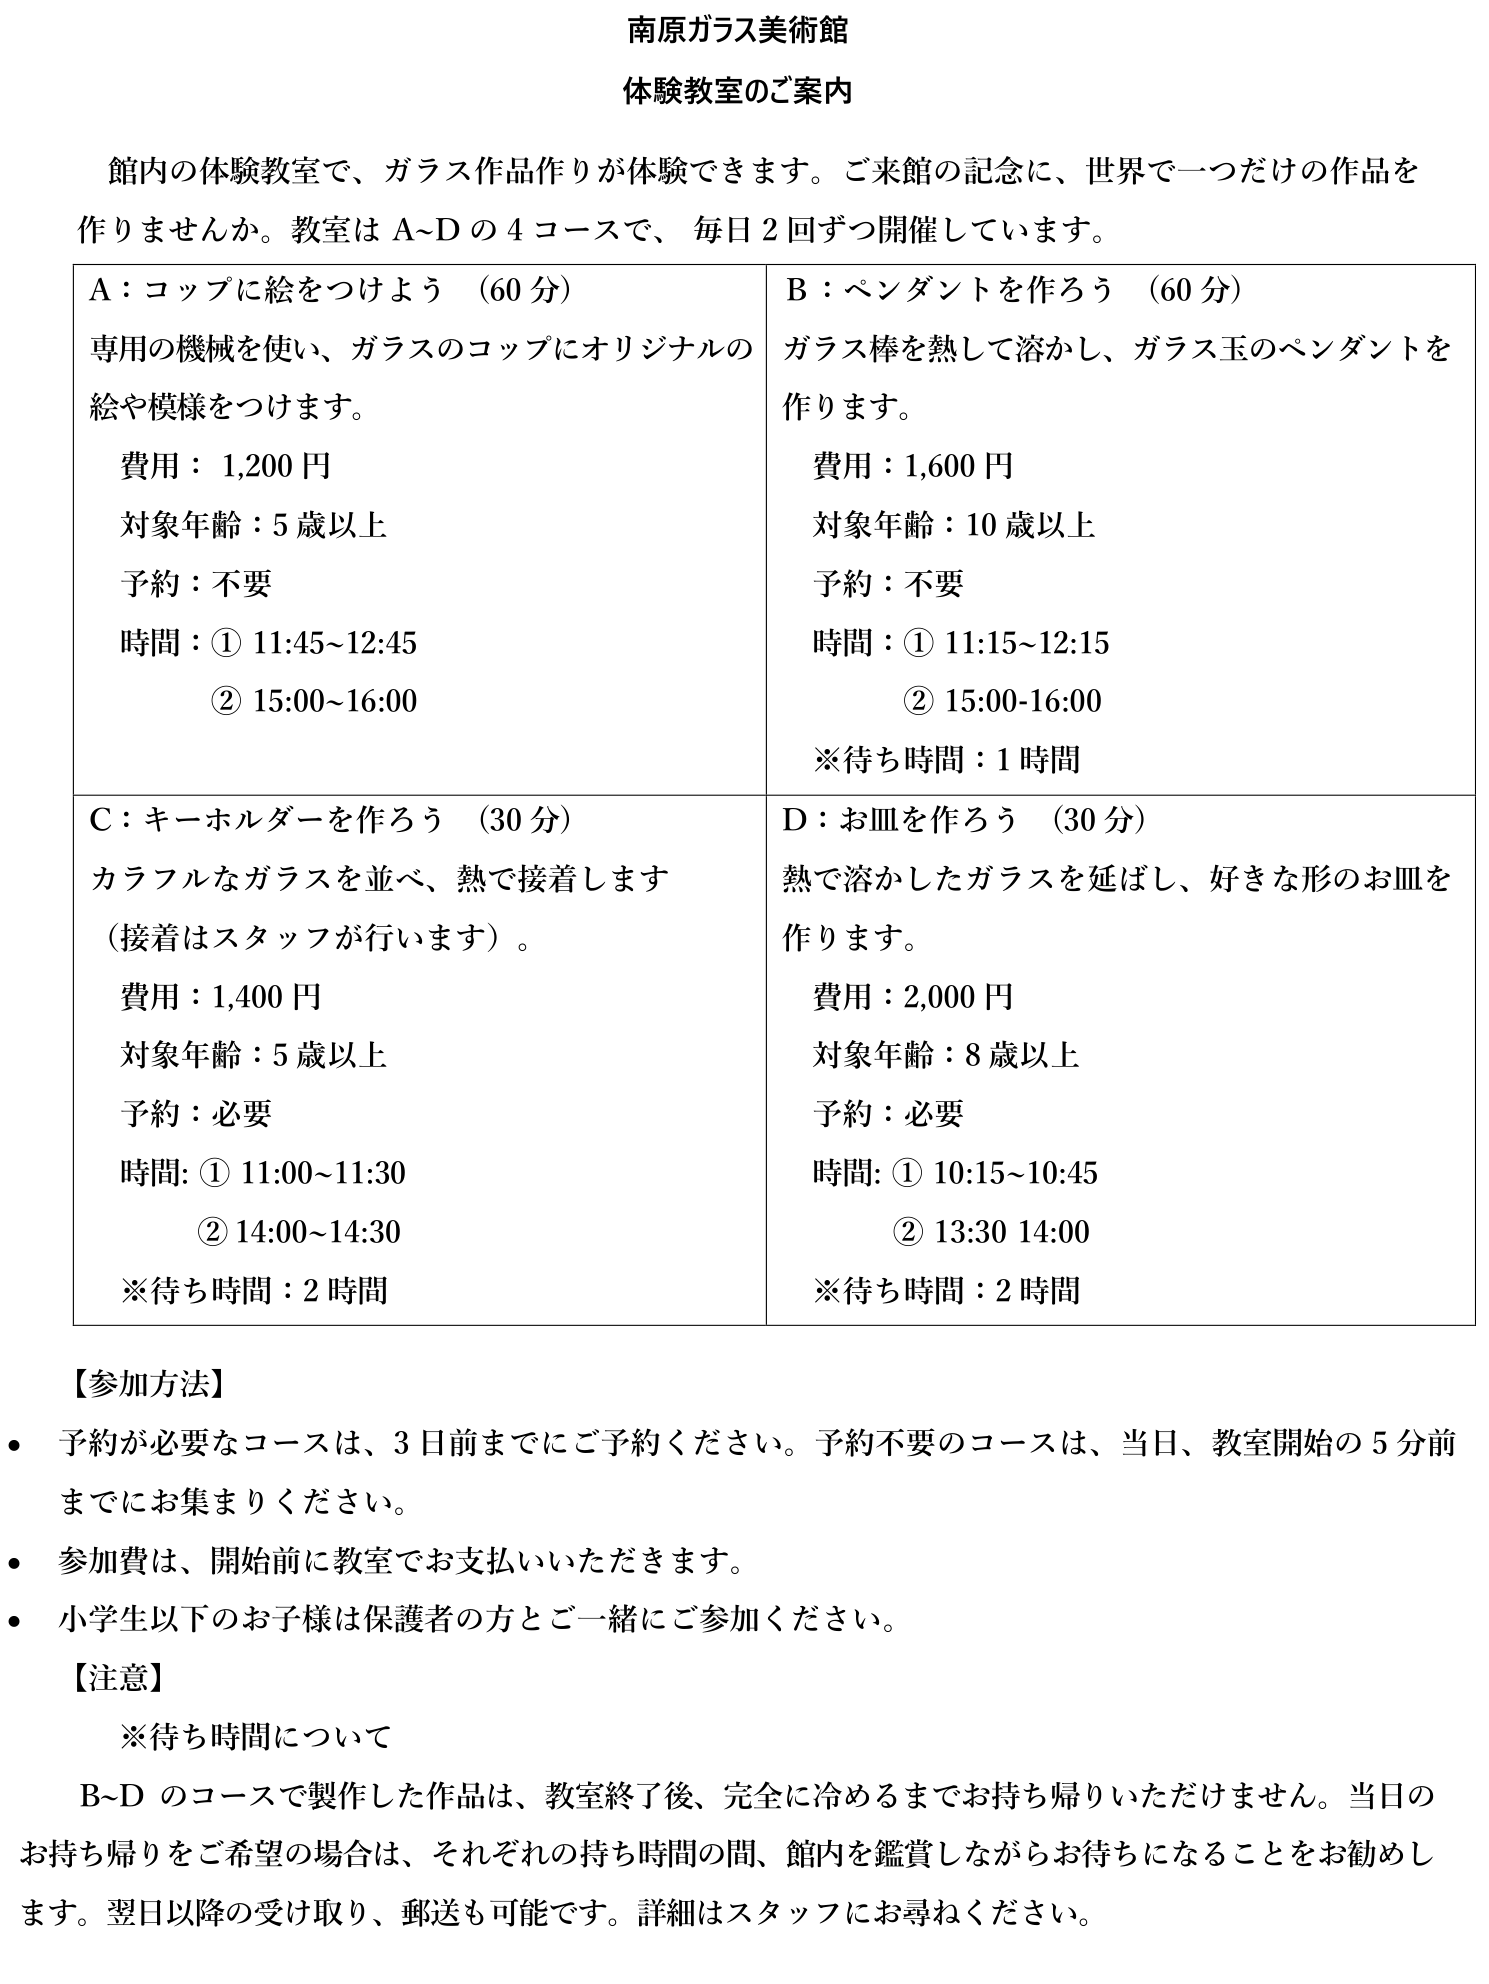 南原ガラス美術館
体験教室のご案内
館内の体験教室で、ガラス作品作りが体験できます。ご来館の記念に、世界で一つだけの作品を
作りませんか。教室は A~D の 4 コースで、 毎日 2 回ずつ開催しています。
A：コップに絵をつけよう （60 分）
専用の機械を使い、ガラスのコップにオリジナルの
絵や模様をつけます。
費用： 1,200 円
対象年齢：5 歳以上
予約：不要
時間：① 11:45~12:45
② 15:00~16:00
B：ペンダントを作ろう （60 分）
ガラス棒を熱して溶かし、ガラス玉のペンダントを
作ります。
費用：1,600 円
対象年齢：10 歳以上
予約：不要
時間：① 11:15~12:15
② 15:00-16:00
※待ち時間：1 時間
C：キーホルダーを作ろう （30 分）
カラフルなガラスを並べ、熱で接着します
（接着はスタッフが行います）。
費用：1,400 円
対象年齢：5 歳以上
予約：必要
時間: ① 11:00~11:30
② 14:00~14:30
※待ち時間：2 時間
D：お皿を作ろう （30 分）
熱で溶かしたガラスを延ばし、好きな形のお皿を
作ります。
費用：2,000 円
対象年齢：8 歳以上
予約：必要
時間: ① 10:15~10:45
② 13:30 14:00
※待ち時間：2 時間
【参加方法】
• 予約が必要なコースは、3 日前までにご予約ください。予約不要のコースは、当日、教室開始の 5 分前
までにお集まりください。
• 参加費は、開始前に教室でお支払いいただきます。
• 小学生以下のお子様は保護者の方とご一緒にご参加ください。
【注意】
※待ち時間について
B~D のコースで製作した作品は、教室終了後、完全に冷めるまでお持ち帰りいただけません。当日の
お持ち帰りをご希望の場合は、それぞれの持ち時間の間、館内を鑑賞しながらお待ちになることをお勧めし
ます。翌日以降の受け取り、郵送も可能です。詳細はスタッフにお尋ねください。